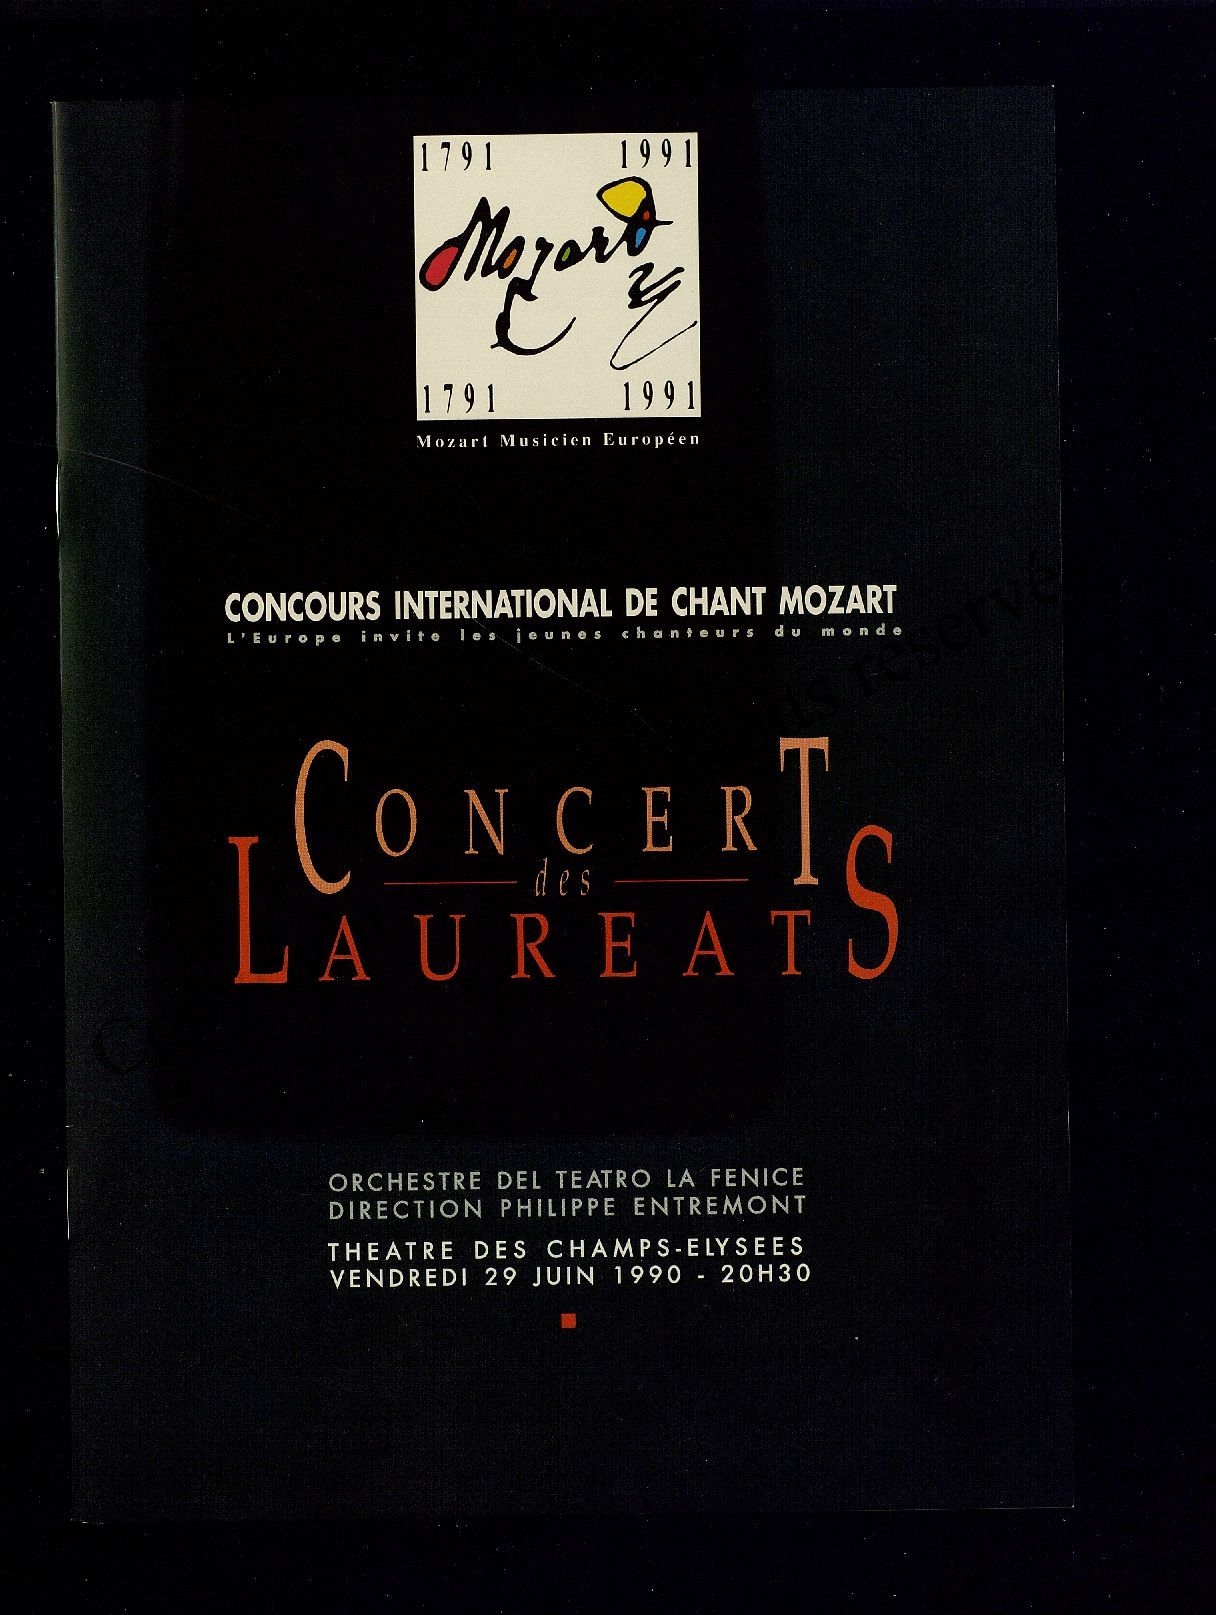 1791 1991
Mozart
1791 1991
Mozart Musicien Européen
CONCOURS INTERNATIONAL DE CHANT MOZART
L'Europe invite les jeunes chanteurs du monde
CONCERT
des
LAUREATS
ORCHESTRE DEL TEATRO LA FENICE
DIRECTION PHILIPPE ENTREMONT
THEATRE DES CHAMPS-ELYSEES
VENDREDI 29 JUIN 1990 - 20H30